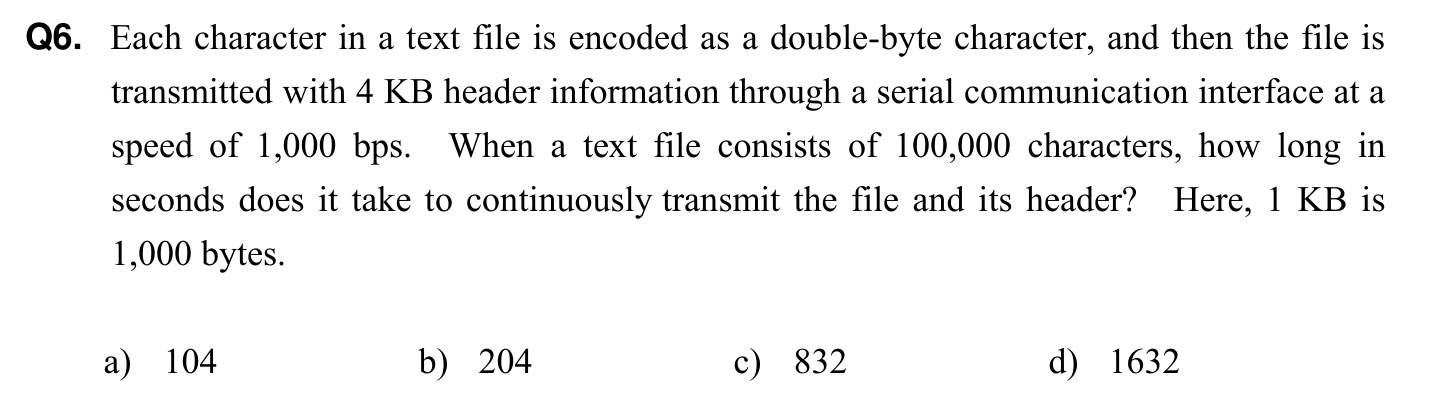 Q6. Each character in a text file is encoded as a double-byte character, and then the file is
transmitted with 4 KB header information through a serial communication interface at a
speed of 1,000 bps. When a text file consists of 100,000 characters, how long in
seconds does it take to continuously transmit the file and its header? Here, 1 KB is
1,000 bytes.
a) 104 b) 204 c) 832 d) 1632